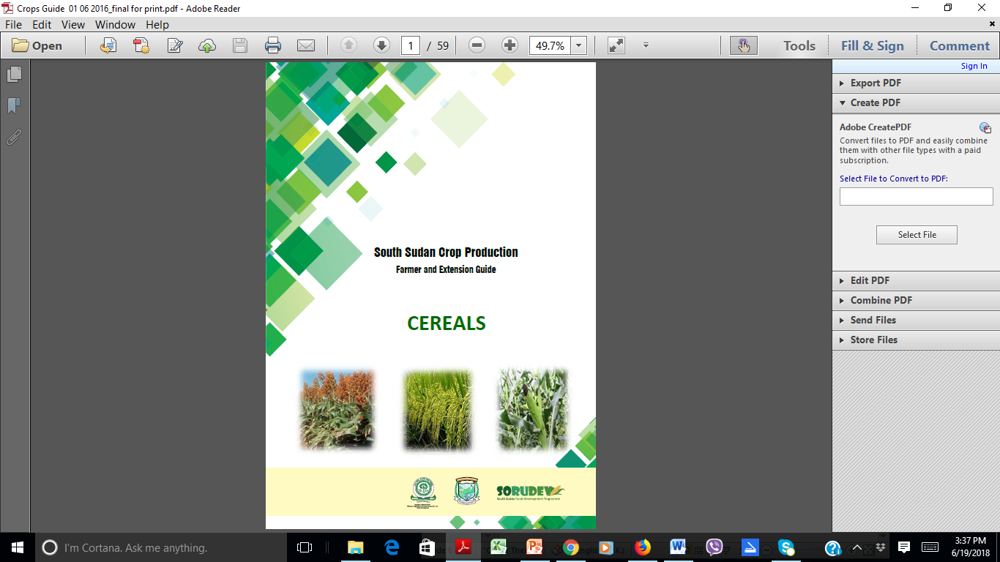 Crops Guide 01 06 2016_final for print.pdf - Adobe Reader
File Edit View Window Help
Open
1 / 59
49.7%
Tools
Fill & Sign
Comment
Sign In
Export PDF
Create PDF
Adobe CreatePDF
Convert files to PDF and easily combine
them with other file types with a paid
subscription.
Select File to Convert to PDF:
Select File
Edit PDF
Combine PDF
Send Files
Store Files
South Sudan Crop Production
Farmer and Extension Guide
CEREALS
SORUDEV
South Sudan Rural Development Programme
I'm Cortana. Ask me anything.
3:37 PM
6/19/2018